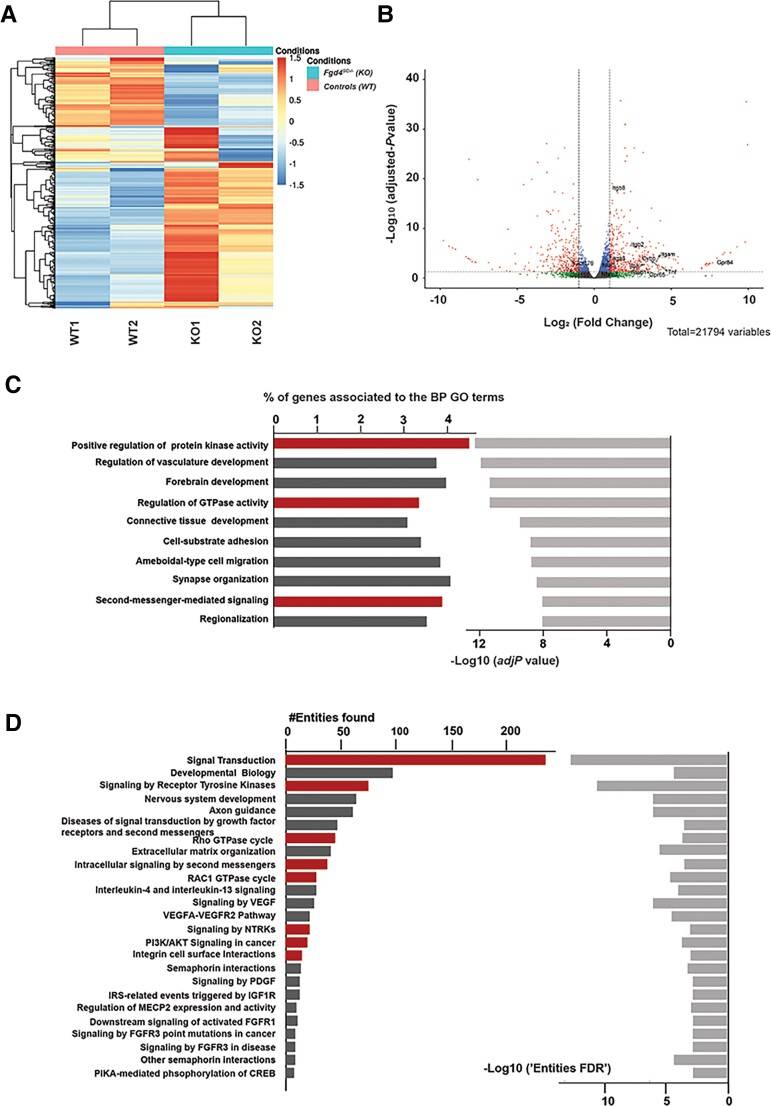 A
Conditions
1.5
1
0.5
0
-0.5
-1
-1.5
Conditions
(KO)
Controls (WT)
WT1
WT2
KO1
KO2
B
-Log₁₀ (adjusted-Pvalue)
40
30
20
10
0
-10
-5
0
5
10
Log₂ (Fold Change)
Total=21794 variables
Itgb2
C
% of genes associated to the BP GO terms
0 1 2 3 4
Positive regulation of protein kinase activity
Regulation of vasculature development
Forebrain development
Regulation of GTPase activity
Connective tissue development
Cell-substrate adhesion
Ameboidal-type cell migration
Synapse organization
Second-messenger-mediated signaling
Regionalization
12 8 4 0
-Log10 (adjP value)
D
#Entities found
0 50 100 150 200
Signal Transduction
Developmental Biology
Signaling by Receptor Tyrosine Kinases
Nervous system development
Axon guidance
Diseases of signal transduction by growth factor
receptors and second messengers
Rho GTPase cycle
Extracellular matrix organization
Intracellular signaling by second messengers
RAC1 GTPase cycle
Interleukin-4 and interleukin-13 signaling
Signaling by VEGF
VEGFA-VEGFR2 Pathway
Signaling by NTRKs
PI3K/AKT Signaling in cancer
Integrin cell surface interactions
Semaphorin interactions
Signaling by PDGF
IRS-related events triggered by IGF1R
Regulation of MECP2 expression and activity
Downstream signaling of activated FGFR1
Signaling by FGFR3 point mutations in cancer
Signaling by FGFR3 in disease
Other semaphorin interactions
PIKA-mediated phsophorylation of CREB
-Log10 ('Entities FDR')
10 5 0